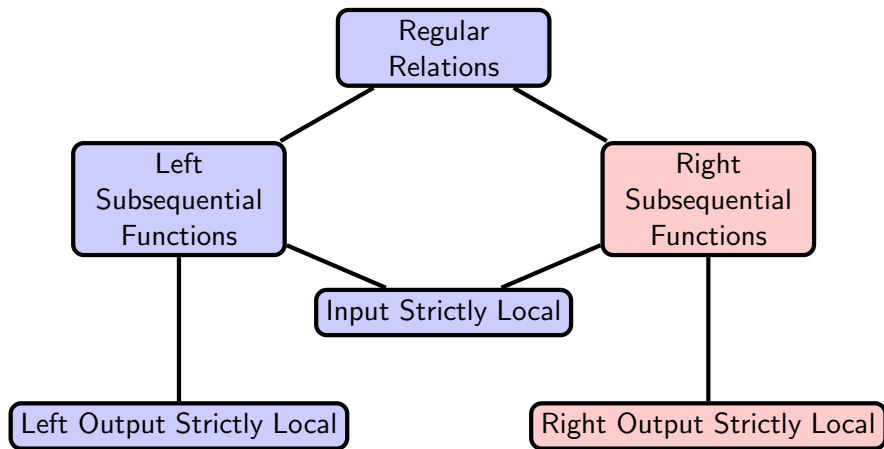 Regular
Relations
Left
Subsequential
Functions
Right
Subsequential
Functions
Input Strictly Local
Left Output Strictly Local
Right Output Strictly Local